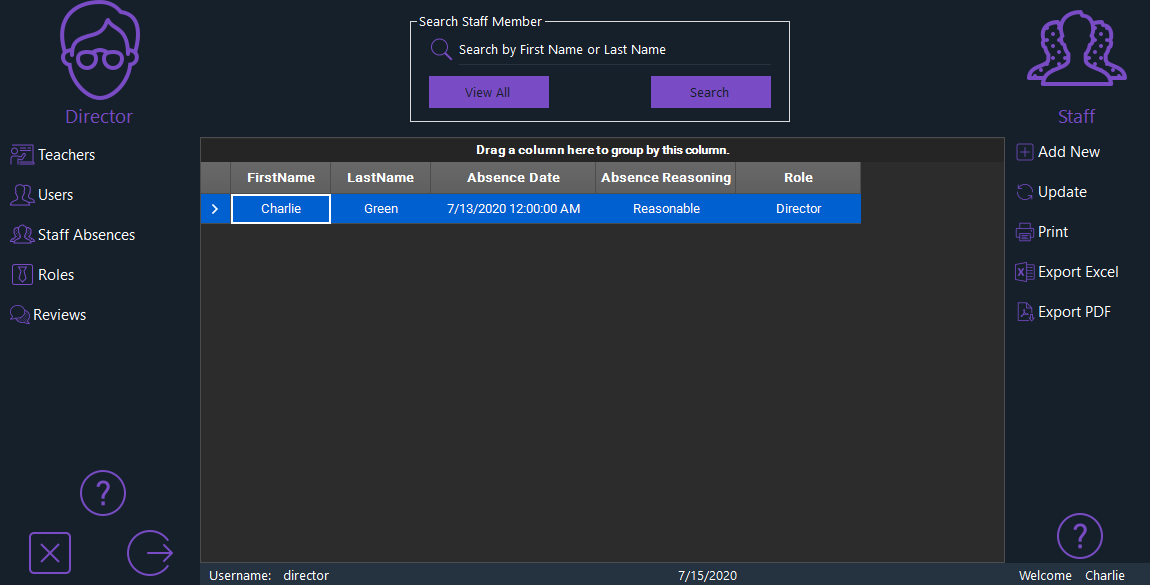 Director
Teachers
Users
Staff Absences
Roles
Reviews
Search Staff Member
Search by First Name or Last Name
View All
Search
Drag a column here to group by this column.
FirstName LastName Absence Date Absence Reasoning Role
Charlie Green 7/13/2020 12:00:00 AM Reasonable Director
Staff
Add New
Update
Print
Export Excel
Export PDF
?
?
Username: director 7/15/2020 Welcome Charlie